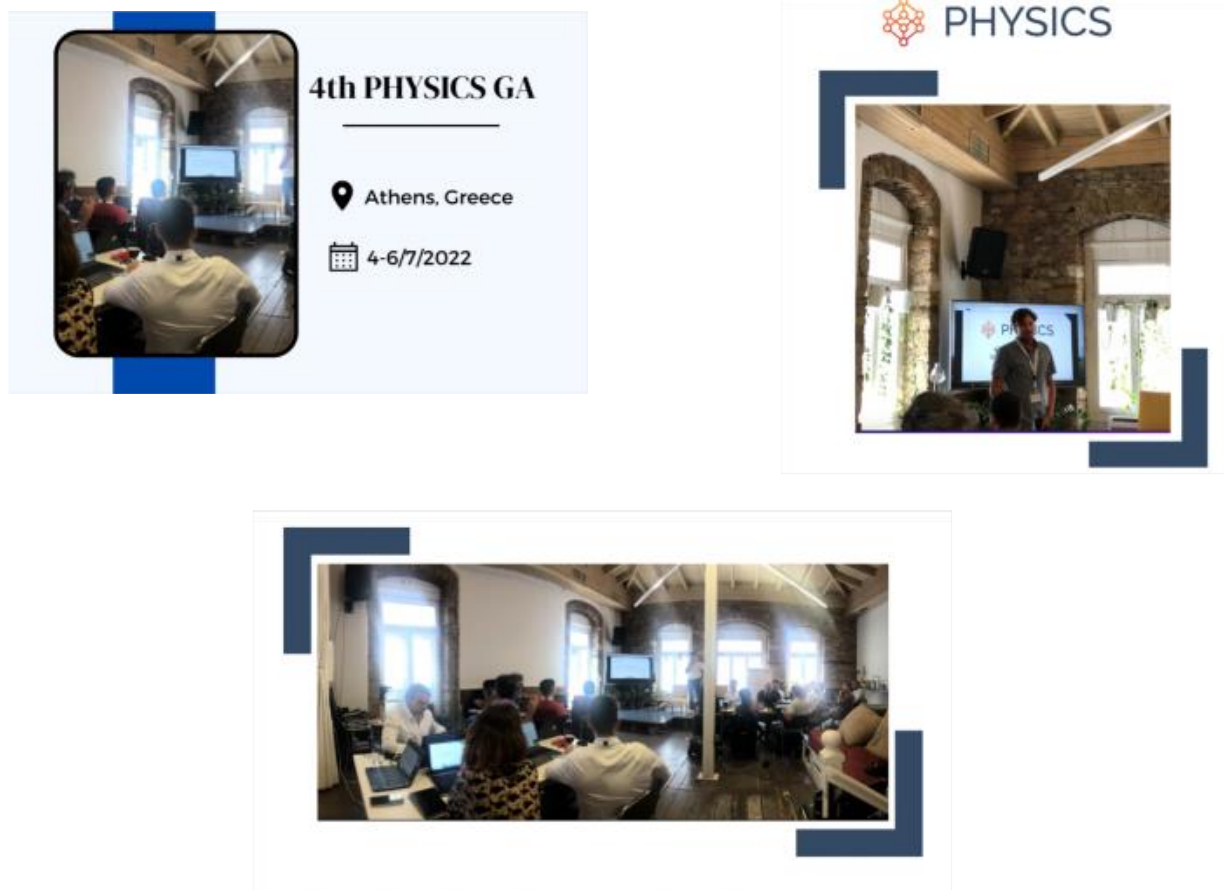 4th PHYSICS GA
Athens, Greece
4-6/7/2022
PHYSICS
PHYSICS